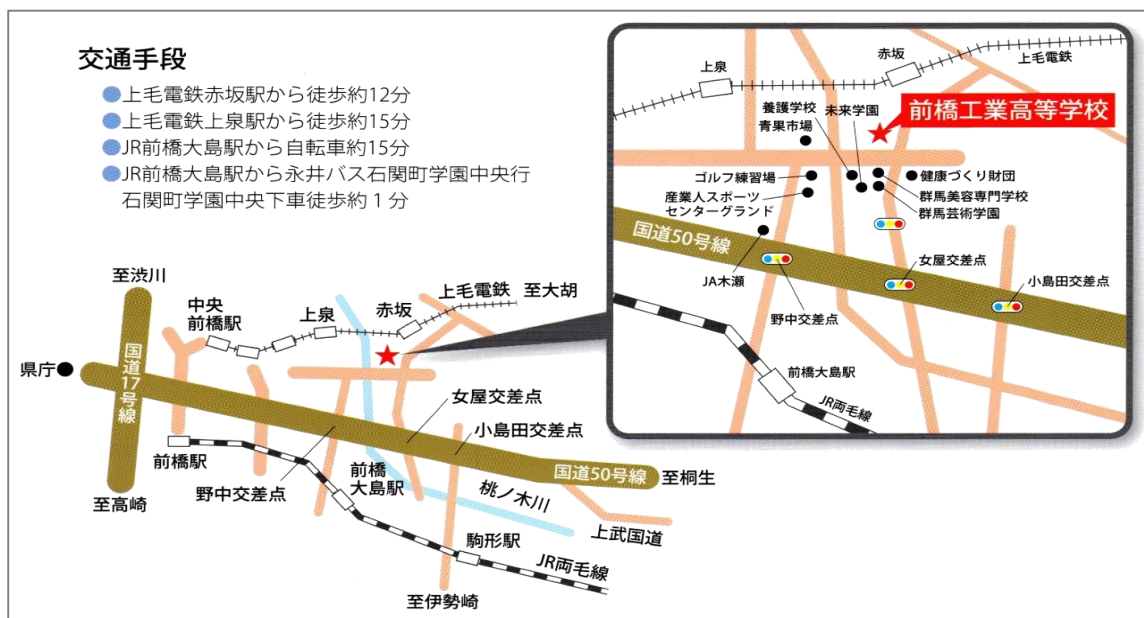 交通手段
●上毛電鉄赤坂駅から徒歩約12分
●上毛電鉄上泉駅から徒歩約15分
●JR前橋大島駅から自転車約15分
●JR前橋大島駅から永井バス石関町学園中央行
石関町学園中央下車徒歩約1分
至渋川
中央
前橋駅
上泉
赤坂
上毛電鉄
至大胡
県庁
国道17号線
女屋交差点
小島田交差点
前橋駅
野中交差点
前橋
大島駅
国道50号線
至桐生
至高崎
桃ノ木川
上武国道
駒形駅
JR両毛線
至伊勢崎
上泉
赤坂
上毛電鉄
前橋工業高等学校
養護学校
未来学園
青果市場
ゴルフ練習場
健康づくり財団
産業人スポーツ
センターグランド
群馬美容専門学校
群馬芸術学園
国道50号線
女屋交差点
JA木瀬
小島田交差点
野中交差点
前橋大島駅
JR両毛線